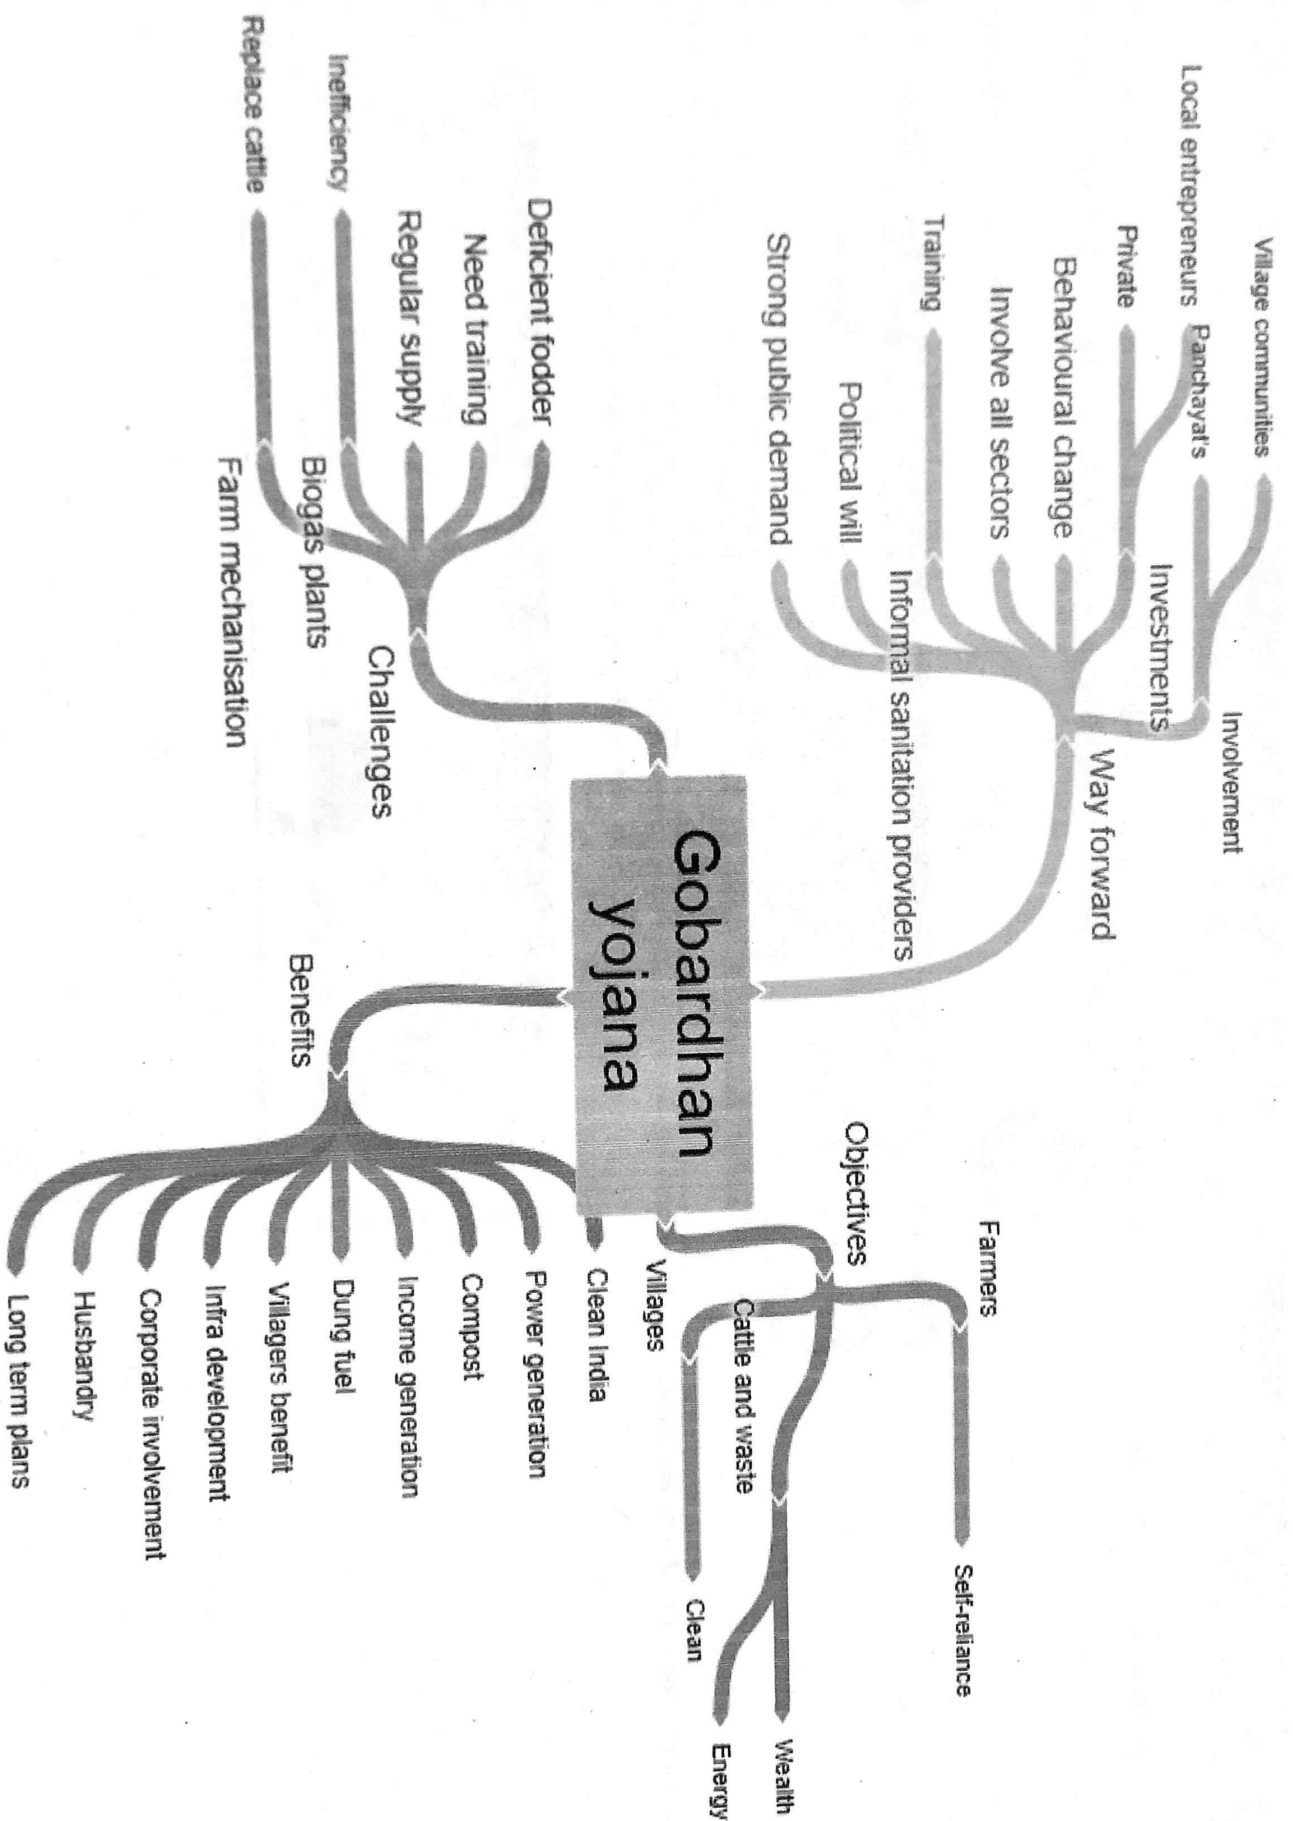 Gobardhan
yojana
Objectives
Farmers
Self-reliance
Cattle and waste
Wealth
Energy
Villages
Clean
Benefits
Clean India
Power generation
Compost
Income generation
Dung fuel
Villagers benefit
Infra development
Corporate involvement
Husbandry
Long term plans
Way forward
Involvement
Village communities
Panchayat's
Investments
Local entrepreneurs
Private
Behavioural change
Involve all sectors
Informal sanitation providers
Training
Political will
Strong public demand
Challenges
Deficient fodder
Need training
Regular supply
Biogas plants
Inefficiency
Farm mechanisation
Replace cattle